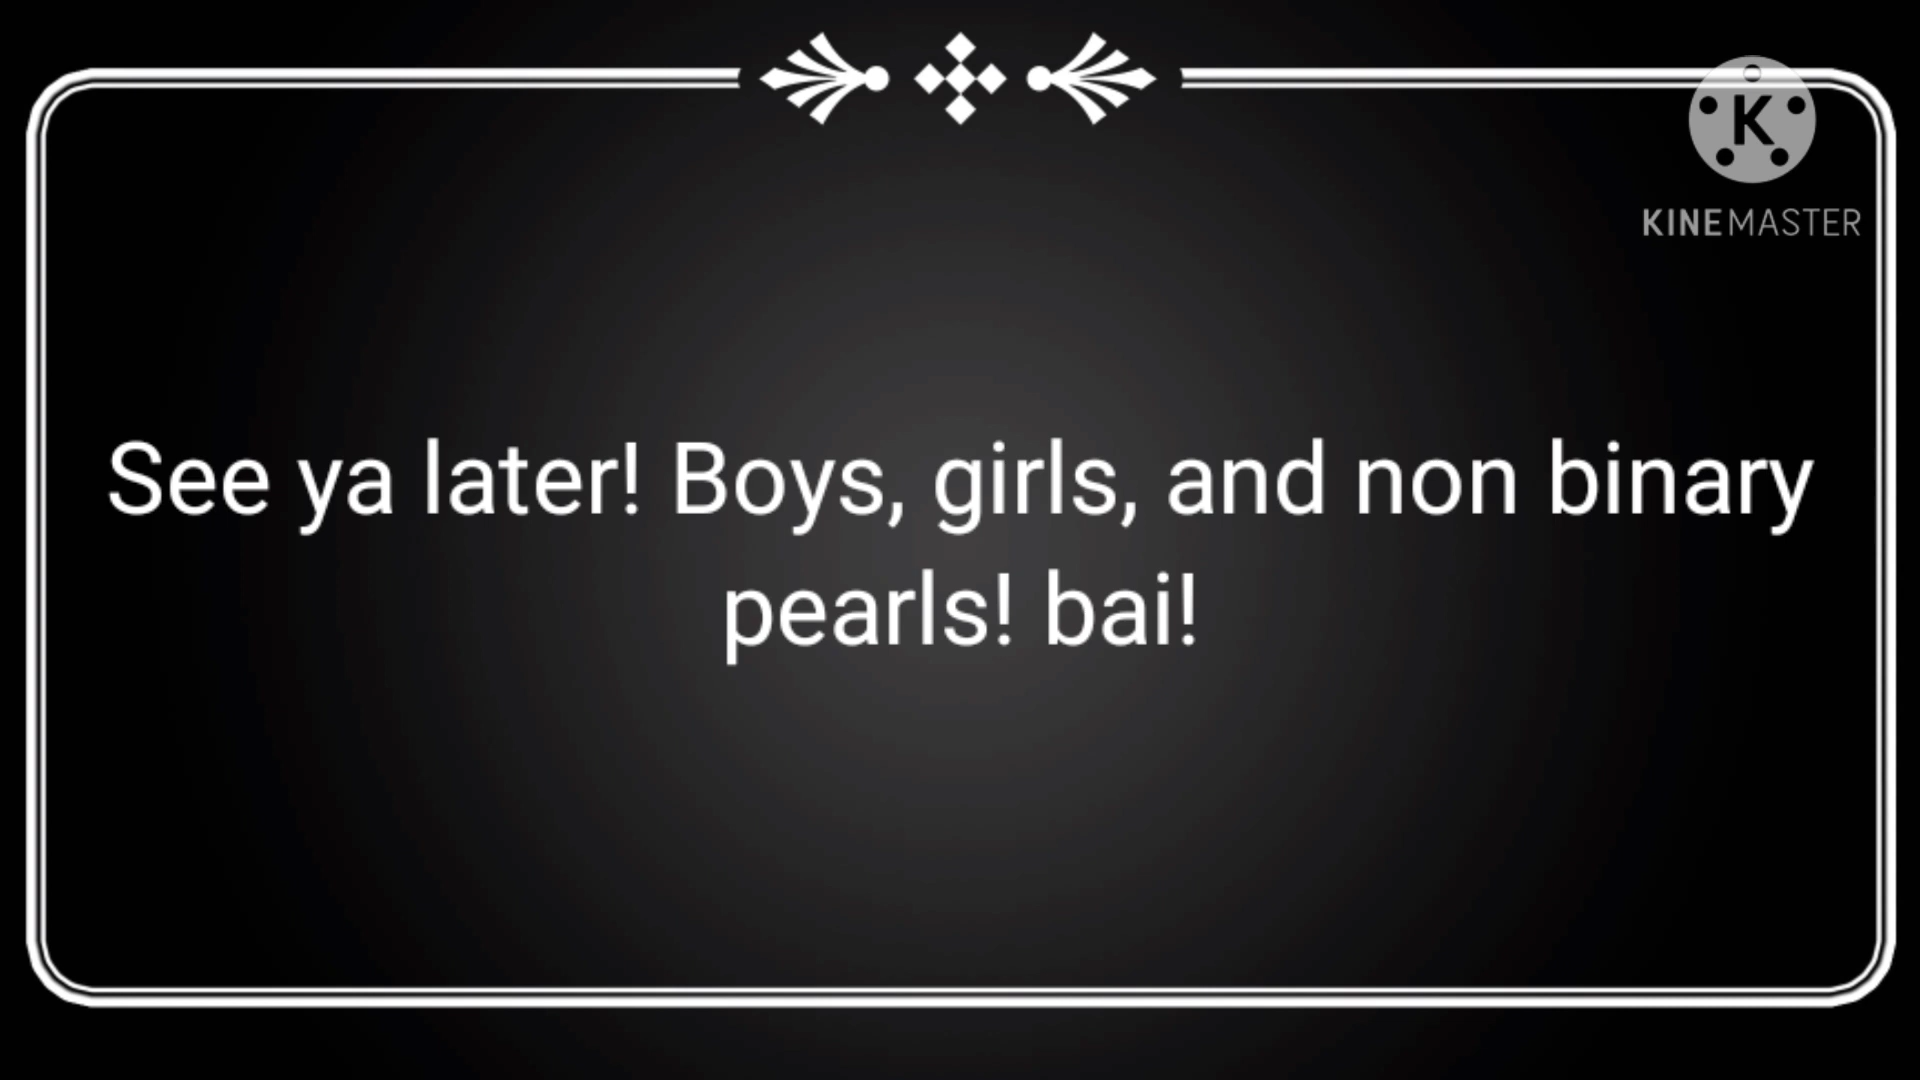 K
KINEMASTER
See ya later! Boys, girls, and non binary
pearls! bai!